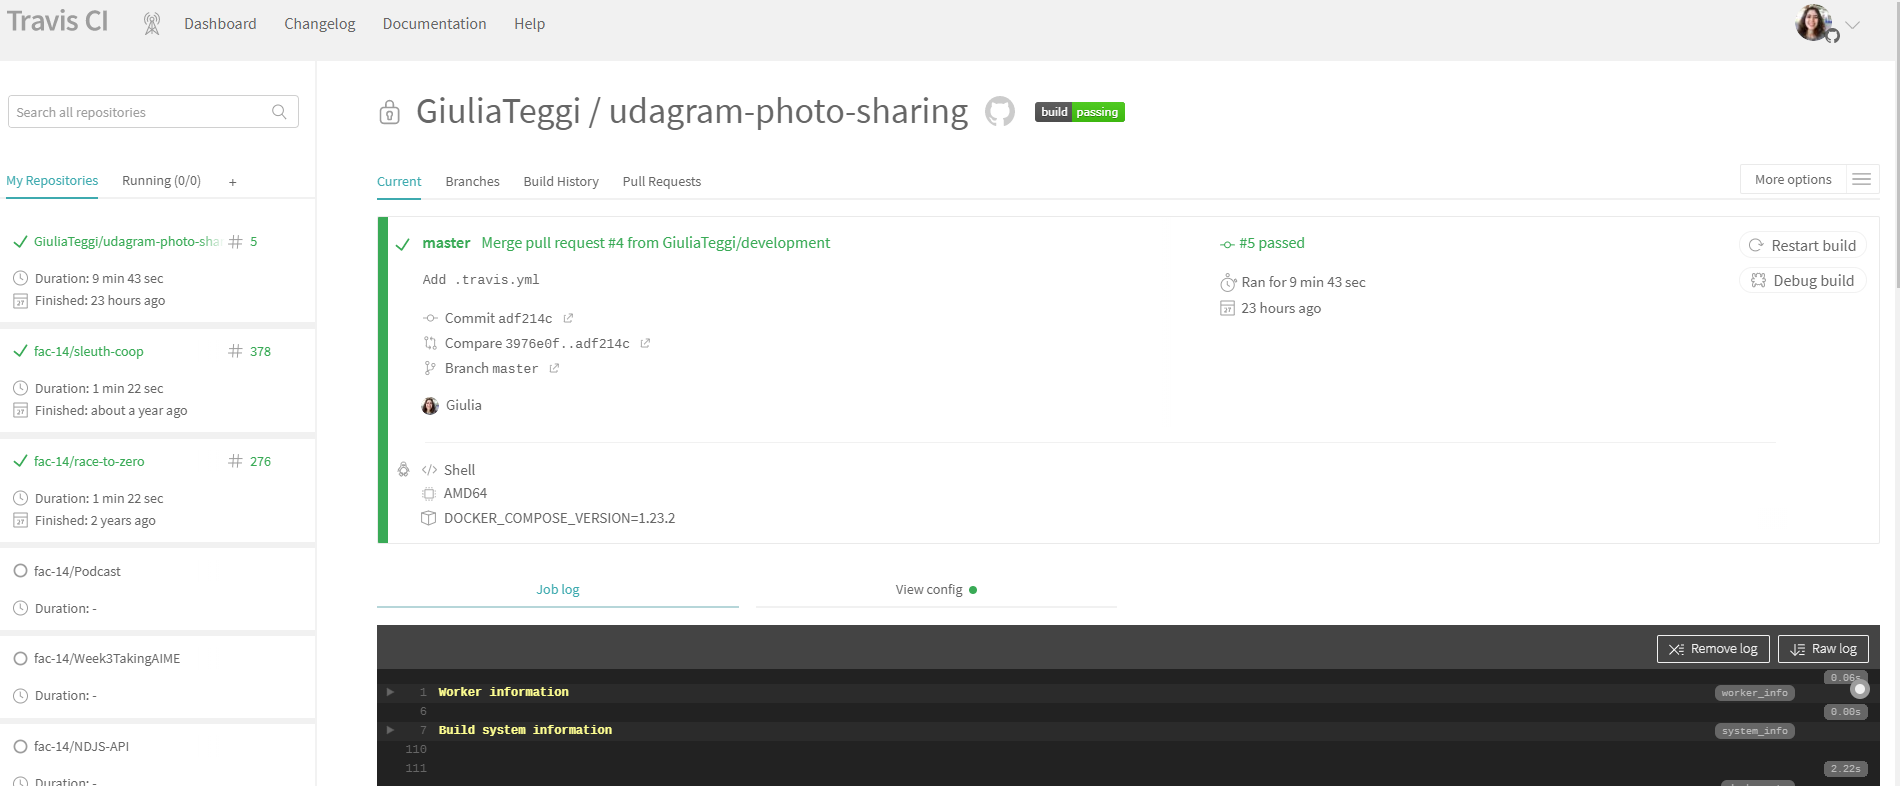 Travis CI
Dashboard
Changelog
Documentation
Help
Search all repositories
My Repositories
Running (0/0)
+
GiuliaTeggi/udagram-photo-sha
# 5
Duration: 9 min 43 sec
Finished: 23 hours ago
fac-14/sleuth-coop
# 378
Duration: 1 min 22 sec
Finished: about a year ago
fac-14/race-to-zero
# 276
Duration: 1 min 22 sec
Finished: 2 years ago
fac-14/Podcast
Duration: -
fac-14/Week3TakingAIME
Duration: -
fac-14/NDJS-API
Duration: -
GiuliaTeggi / udagram-photo-sharing
build passing
Current
Branches
Build History
Pull Requests
More options
master Merge pull request #4 from GiuliaTeggi/development
Add .travis.yml
Commit adf214c
Compare 3976e0f..adf214c
Branch master
Giulia
#5 passed
Ran for 9 min 43 sec
23 hours ago
Restart build
Debug build
Shell
AMD64
DOCKER_COMPOSE_VERSION=1.23.2
Job log
View config
Remove log
Raw log
0.06s
1 Worker information worker_info
6 0.00s
7 Build system information system_info
110
111 2.22s